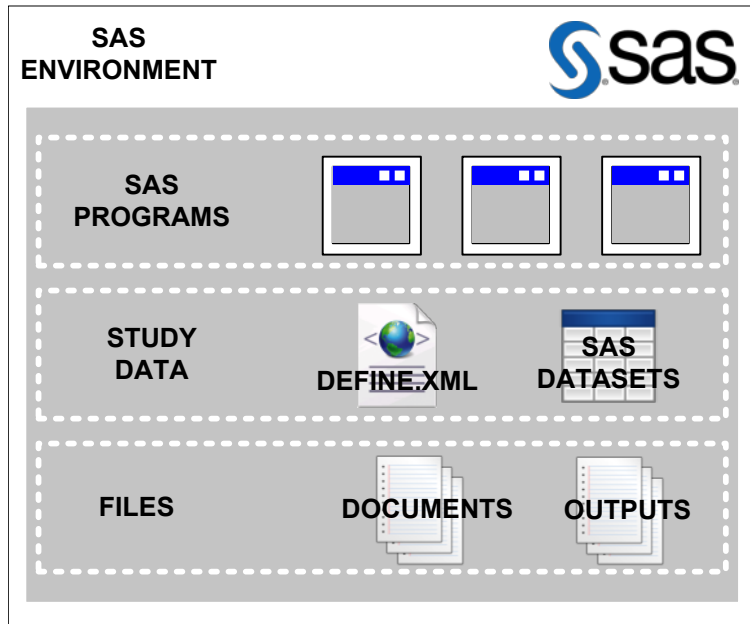 SAS
ENVIRONMENT
sas
SAS
PROGRAMS
STUDY
DATA
DEFINE.XML
SAS
DATASETS
FILES
DOCUMENTS
OUTPUTS